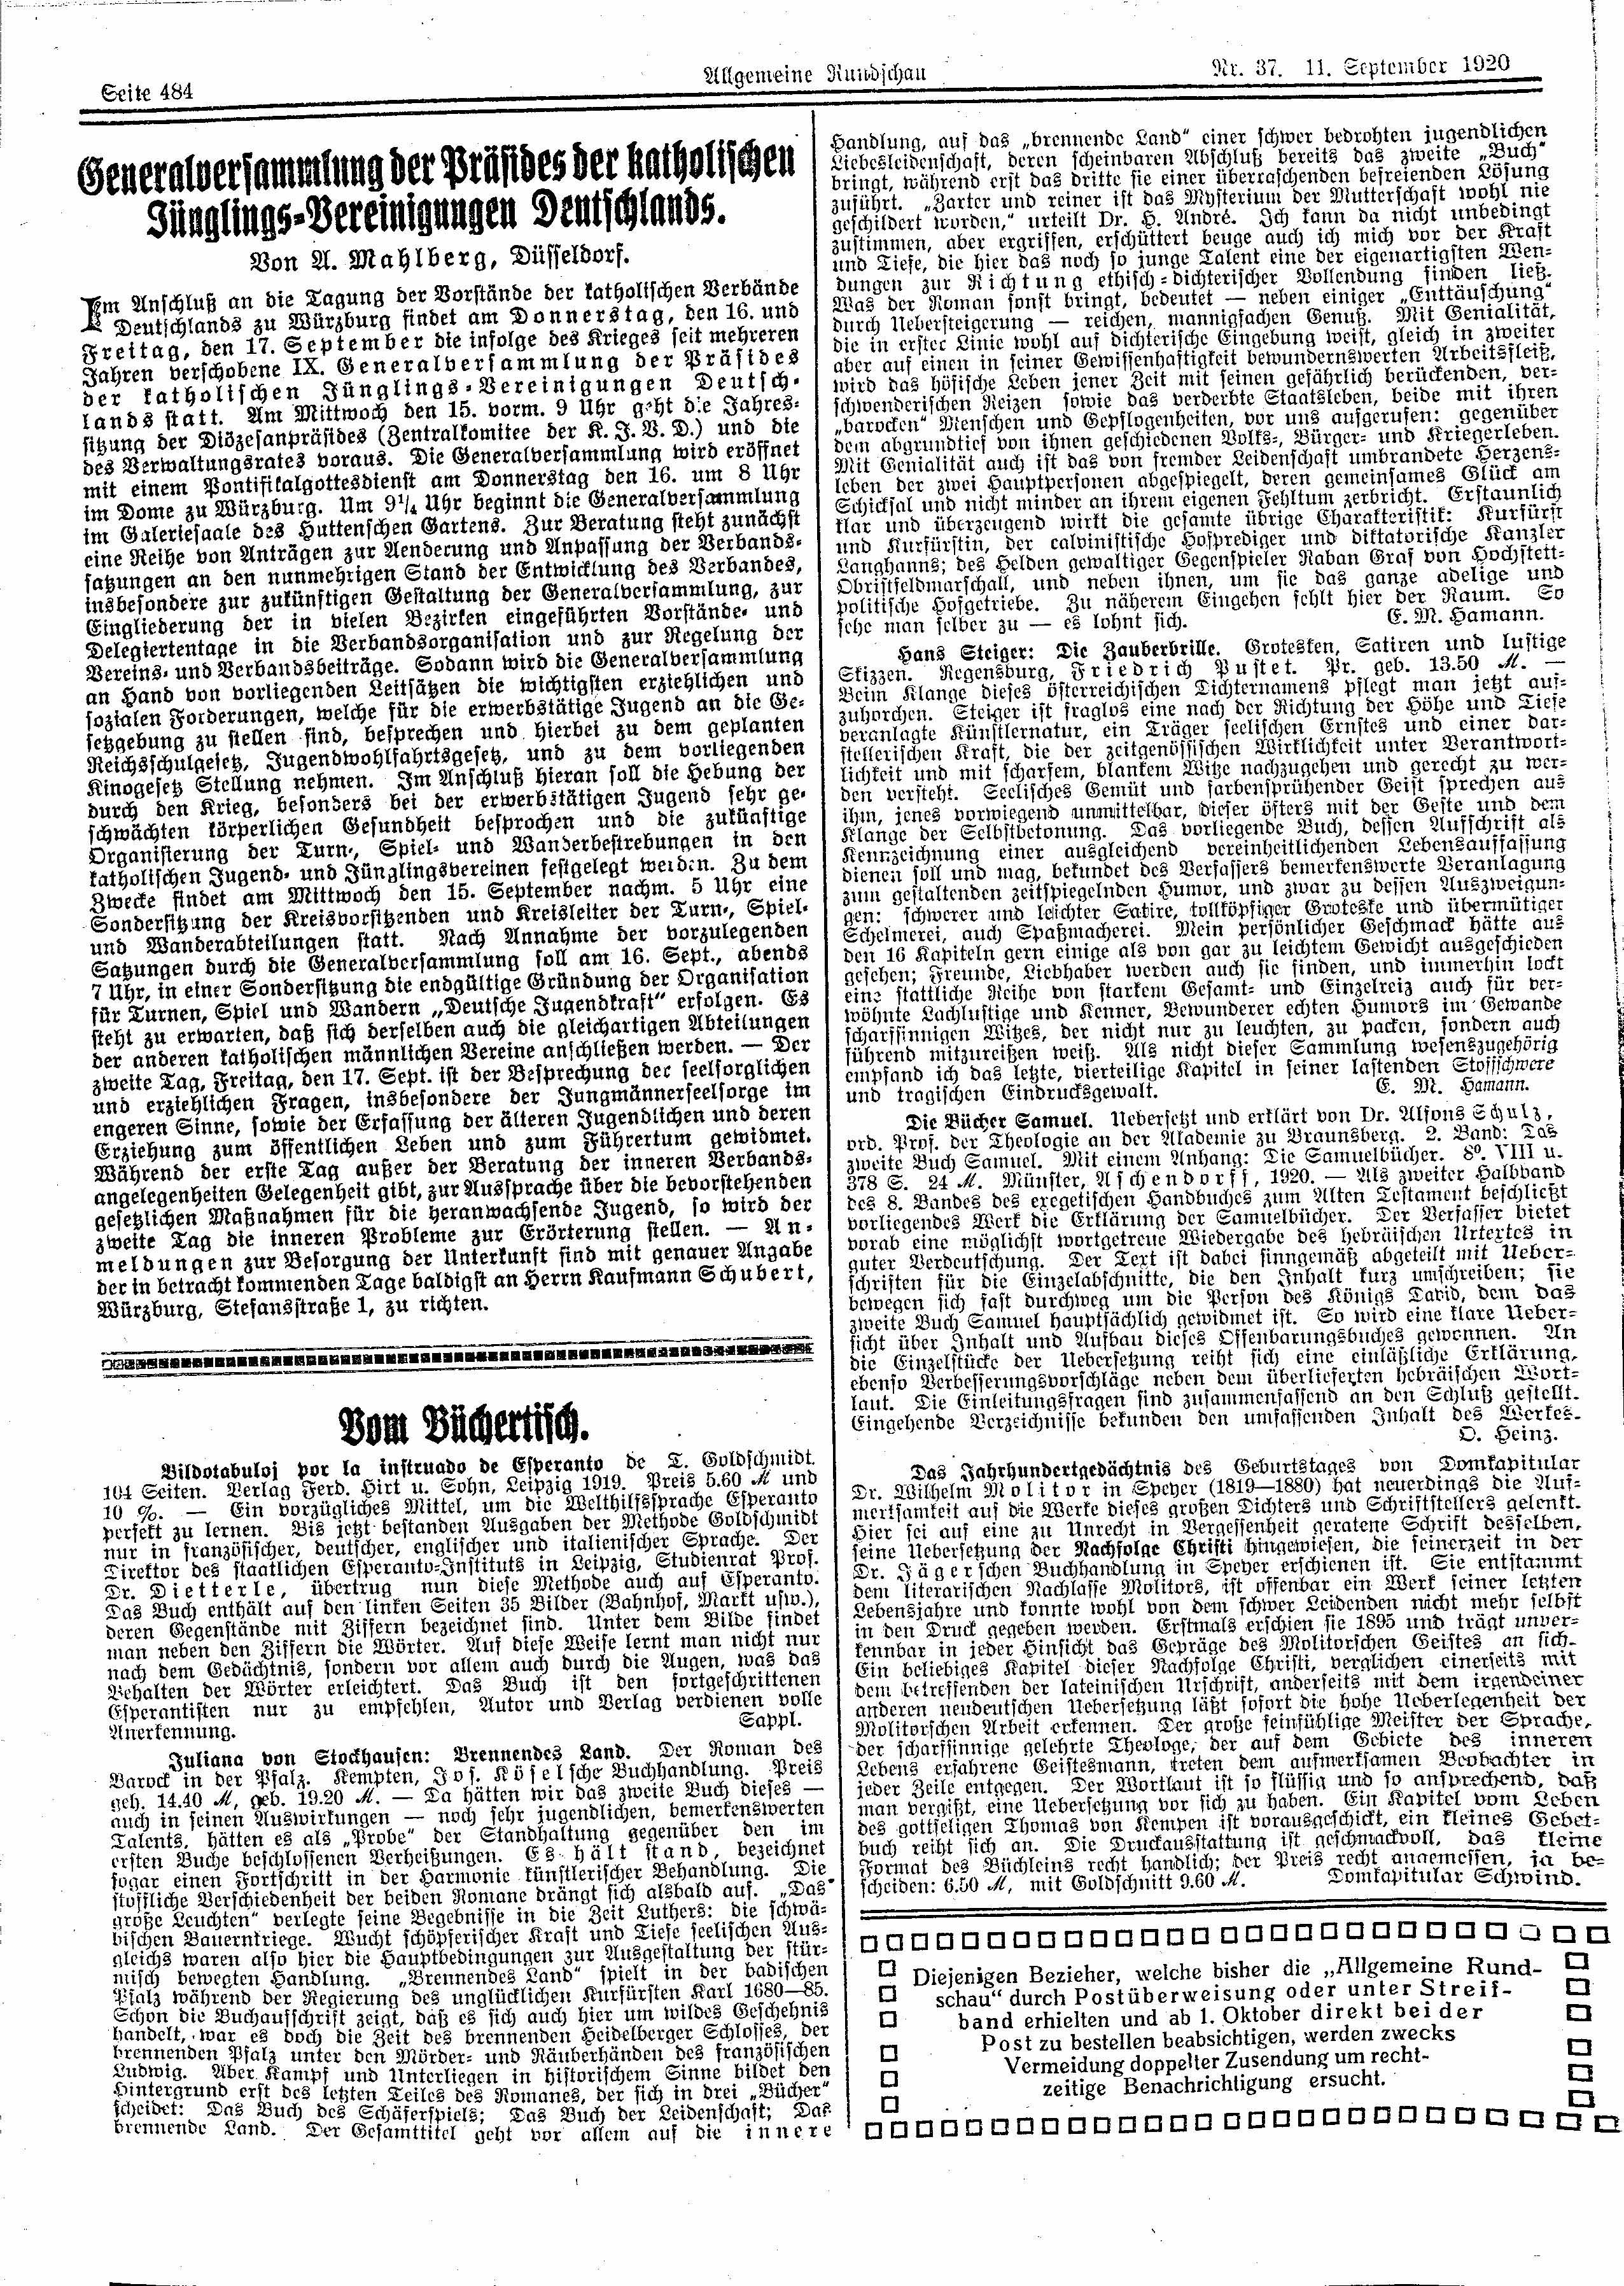 Seite 484
Allgemeine Rundschau
Nr. 37. 11. September 1920
Generalversammlung der Präsides der katholischen
Jünglings-Vereinigungen Deutschlands.
Von A. Mahlberg, Düsseldorf.
Im Anschluß an die Tagung der Vorstände der katholischen Verbände
Deutschlands zu Würzburg findet am Donnerstag, den 16. und
Freitag, den 17. September die infolge des Krieges seit mehreren
Jahren verschobene IX. Generalversammlung der Präsides
der katholischen Jünglings-Vereinigungen Deutsch-
lands statt. Am Mittwoch den 15. vorm. 9 Uhr geht die Jahres-
sitzung der Diözesanpräsides (Zentralkomitee der K. J. V. D.) und die
des Verwaltungsrates voraus. Die Generalversammlung wird eröffnet
mit einem Pontifikalgottesdienst am Donnerstag den 16. um 8 Uhr
im Dome zu Würzburg. Um 9¼ Uhr beginnt die Generalversammlung
im Galeriesaale des Huttenschen Gartens. Zur Beratung steht zunächst
eine Reihe von Anträgen zur Aenderung und Anpassung der Verbands-
satzungen an den nunmehrigen Stand der Entwicklung des Verbandes,
insbesondere zur zukünftigen Gestaltung der Generalversammlung, zur
Eingliederung der in vielen Bezirken eingeführten Vorstände- und
Delegiertentage in die Verbandsorganisation und zur Regelung der
Vereins- und Verbandsbeiträge. Sodann wird die Generalversammlung
an Hand von vorliegenden Leitsätzen die wichtigsten erziehlichen und
sozialen Forderungen, welche für die erwerbstätige Jugend an die Ge-
setzgebung zu stellen sind, besprechen und hierbei zu dem geplanten
Reichsschulgesetz, Jugendwohlfahrtsgesetz, und zu dem vorliegenden
Kinogesetz Stellung nehmen. Im Anschluß hieran soll die Hebung der
durch den Krieg, besonders bei der erwerbstätigen Jugend sehr ge-
schwächten körperlichen Gesundheit besprochen und die zukünftige
Organisierung der Turn-, Spiel- und Wanderbestrebungen in den
katholischen Jugend- und Jünglingsvereinen festgelegt werden. Zu dem
Zwecke findet am Mittwoch den 15. September nachm. 5 Uhr eine
Sondersitzung der Kreisvorsitzenden und Kreisleiter der Turn-, Spiel-
und Wanderabteilungen statt. Nach Annahme der vorzulegenden
Satzungen durch die Generalversammlung soll am 16. Sept., abends
7 Uhr, in einer Sondersitzung die endgültige Gründung der Organisation
für Turnen, Spiel und Wandern „Deutsche Jugendkraft“ erfolgen. Es
steht zu erwarten, daß sich derselben auch die gleichartigen Abteilungen
der anderen katholischen männlichen Vereine anschließen werden. — Der
zweite Tag, Freitag, den 17. Sept. ist der Besprechung der seelsorglichen
und erziehlichen Fragen, insbesondere der Jungmännerseelsorge im
engeren Sinne, sowie der Erfassung der älteren Jugendlichen und deren
Erziehung zum öffentlichen Leben und zum Führertum gewidmet.
Während der erste Tag außer der Beratung der inneren Verbands-
angelegenheiten Gelegenheit gibt, zur Aussprache über die bevorstehenden
gesetzlichen Maßnahmen für die heranwachsende Jugend, so wird der
zweite Tag die inneren Probleme zur Erörterung stellen. — An-
meldungen zur Besorgung der Unterkunft sind mit genauer Angabe
der in betracht kommenden Tage baldigst an Herrn Kaufmann Schubert,
Würzburg, Stefansstraße 1, zu richten.
Vom Büchertisch.
Bildotabuloj por la instruado de Esperanto de T. Goldschmidt.
104 Seiten. Verlag Ferd. Hirt u. Sohn, Leipzig 1919. Preis 5.60 M und
10 %. — Ein vorzügliches Mittel, um die Welthilfssprache Esperanto
perfekt zu lernen. Bis jetzt bestanden Ausgaben der Methode Goldschmidt
nur in französischer, deutscher, englischer und italienischer Sprache. Der
Direktor des staatlichen Esperanto-Instituts in Leipzig, Studienrat Prof.
Dr. Dietterle, übertrug nun diese Methode auch auf Esperanto.
Das Buch enthält auf den linken Seiten 35 Bilder (Bahnhof, Markt usw.),
deren Gegenstände mit Ziffern bezeichnet sind. Unter dem Bilde findet
man neben den Ziffern die Wörter. Auf diese Weise lernt man nicht nur
nach dem Gedächtnis, sondern vor allem auch durch die Augen, was das
Behalten der Wörter erleichtert. Das Buch ist den fortgeschrittenen
Esperantisten nur zu empfehlen, Autor und Verlag verdienen volle
Anerkennung. Sappl.
Juliana von Stockhausen: Brennendes Land. Der Roman des
Barock in der Pfalz. Kempten, Jos. Köselsche Buchhandlung. Preis
geh. 14.40 M, geb. 19.20 M. — Da hätten wir das zweite Buch dieses —
auch in seinen Auswirkungen — noch sehr jugendlichen, bemerkenswerten
Talents, hätten es als „Probe“ der Standhaltung gegenüber den im
ersten Buche beschlossenen Verheißungen. Es hält stand, bezeichnet
sogar einen Fortschritt in der Harmonie künstlerischer Behandlung. Die
stoffliche Verschiedenheit der beiden Romane drängt sich alsbald auf. „Das
große Leuchten“ verlegte seine Begebnisse in die Zeit Luthers: die schwä-
bischen Bauernkriege. Wucht schöpferischer Kraft und Tiefe seelischen Aus-
gleichs waren also hier die Hauptbedingungen zur Ausgestaltung der stür-
misch bewegten Handlung. „Brennendes Land“ spielt in der badischen
Pfalz während der Regierung des unglücklichen Kurfürsten Karl 1680—85.
Schon die Buchaufschrift zeigt, daß es sich auch hier um wildes Geschehnis
handelt, war es doch die Zeit des brennenden Heidelberger Schlosses, der
brennenden Pfalz unter den Mörder- und Räuberhänden des französischen
Ludwig. Aber Kampf und Unterliegen in historischem Sinne bildet den
Hintergrund erst des letzten Teiles des Romanes, der sich in drei „Bücher“
scheidet: Das Buch des Schäferspiels; Das Buch der Leidenschaft; Das
brennende Land. Der Gesamttitel geht vor allem auf die innere
Handlung, auf das „brennende Land“ einer schwer bedrohten jugendlichen
Liebesleidenschaft, deren scheinbaren Abschluß bereits das zweite „Buch“
bringt, während erst das dritte sie einer überraschenden befreienden Lösung
zuführt. „Zarter und reiner ist das Mysterium der Mutterschaft wohl nie
geschildert worden,“ urteilt Dr. H. André. Ich kann da nicht unbedingt
zustimmen, aber ergriffen, erschüttert beuge auch ich mich vor der Kraft
und Tiefe, die hier das noch so junge Talent eine der eigenartigsten Wen-
dungen zur Richtung ethisch-dichterischer Vollendung finden ließ.
Was der Roman sonst bringt, bedeutet — neben einiger „Enttäuschung“
durch Uebersteigerung — reichen, mannigfachen Genuß. Mit Genialität,
die in erster Linie wohl auf dichterische Eingebung weist, gleich in zweiter
aber auf einen in seiner Gewissenhaftigkeit bewundernswerten Arbeitsfleiß,
wird das höfische Leben jener Zeit mit seinen gefährlich berückenden, ver-
schwenderischen Reizen sowie das verderbte Staatsleben, beide mit ihren
„barocken“ Menschen und Gepflogenheiten, vor uns aufgerufen: gegenüber
dem abgrundtief von ihnen geschiedenen Volks-, Bürger- und Kriegerleben.
Mit Genialität auch ist das von fremder Leidenschaft umbrandete Herzens-
leben der zwei Hauptpersonen abgespiegelt, deren gemeinsames Glück am
Schicksal und nicht minder an ihrem eigenen Fehltum zerbricht. Erstaunlich
klar und überzeugend wirkt die gesamte übrige Charakteristik: Kurfürst
und Kurfürstin, der calvinistische Hofprediger und diktatorische Kanzler
Langhanns; des Helden gewaltiger Gegenspieler Raban Graf von Hochstett-
Obristfeldmarschall, und neben ihnen, um sie das ganze adelige und
politische Hofgetriebe. Zu näherem Eingehen fehlt hier der Raum. So
sehe man selber zu — es lohnt sich. E. M. Hamann.
Hans Steiger: Die Zauberbrille. Grotesken, Satiren und lustige
Skizzen. Regensburg, Friedrich Pustet. Pr. geb. 13.50 M. —
Beim Klange dieses österreichischen Dichternamens pflegt man jetzt auf-
zuhorchen. Steiger ist fraglos eine nach der Richtung der Höhe und Tiefe
veranlagte Künstlernatur, ein Träger seelischen Ernstes und einer dar-
stellerischen Kraft, die der zeitgenössischen Wirklichkeit unter Verantwort-
lichkeit und mit scharfem, blankem Witze nachzugehen und gerecht zu wer-
den versteht. Seelisches Gemüt und farbensprühender Geist sprechen aus
ihm, jenes vorwiegend unmittelbar, dieser öfters mit der Geste und dem
Klange der Selbstbetonung. Das vorliegende Buch, dessen Aufschrift als
Kennzeichnung einer ausgleichend vereinheitlichenden Lebensauffassung
dienen soll und mag, bekundet des Verfassers bemerkenswerte Veranlagung
zum gestaltenden zeitspiegelnden Humor, und zwar zu dessen Auszweigun-
gen: schwerer und leichter Satire, tollköpfiger Groteske und übermütiger
Schelmerei, auch Spaßmacherei. Mein persönlicher Geschmack hätte aus
den 16 Kapiteln gern einige als von gar zu leichtem Gewicht ausgeschieden
gesehen; Freunde, Liebhaber werden auch sie finden, und immerhin lockt
eine stattliche Reihe von starkem Gesamt- und Einzelreiz auch für ver-
wöhnte Lachlustige und Kenner, Bewunderer echten Humors im Gewande
scharfsinnigen Witzes, der nicht nur zu leuchten, zu packen, sondern auch
führend mitzureißen weiß. Als nicht dieser Sammlung wesenszugehörig
empfand ich das letzte, vierteilige Kapitel in seiner lastenden Stoffschwere
und tragischen Eindrucksgewalt. E. M. Hamann.
Die Bücher Samuel. Uebersetzt und erklärt von Dr. Alfons Schulz,
ord. Prof. der Theologie an der Akademie zu Braunsberg. 2. Band: Das
zweite Buch Samuel. Mit einem Anhang: Die Samuelbücher. 8°. VIII u.
378 S. 24 M. Münster, Aschendorff, 1920. — Als zweiter Halbband
des 8. Bandes des exegetischen Handbuches zum Alten Testament beschließt
vorliegendes Werk die Erklärung der Samuelbücher. Der Verfasser bietet
vorab eine möglichst wortgetreue Wiedergabe des hebräischen Urtextes in
guter Verdeutschung. Der Text ist dabei sinngemäß abgeteilt mit Ueber-
schriften für die Einzelabschnitte, die den Inhalt kurz umschreiben; sie
bewegen sich fast durchweg um die Person des Königs David, dem das
zweite Buch Samuel hauptsächlich gewidmet ist. So wird eine klare Ueber-
sicht über Inhalt und Aufbau dieses Offenbarungsbuches gewonnen. An
die Einzelstücke der Uebersetzung reiht sich eine einläßliche Erklärung,
ebenso Verbesserungsvorschläge neben dem überlieferten hebräischen Wort-
laut. Die Einleitungsfragen sind zusammenfassend an den Schluß gestellt.
Eingehende Verzeichnisse bekunden den umfassenden Inhalt des Werkes.
O. Heinz.
Das Jahrhundertgedächtnis des Geburtstages von Domkapitular
Dr. Wilhelm Molitor in Speyer (1819—1880) hat neuerdings die Auf-
merksamkeit auf die Werke dieses großen Dichters und Schriftstellers gelenkt.
Hier sei auf eine zu Unrecht in Vergessenheit geratene Schrift desselben,
seine Uebersetzung der Nachfolge Christi hingewiesen, die seinerzeit in der
Dr. Jägerschen Buchhandlung in Speyer erschienen ist. Sie entstammt
dem literarischen Nachlasse Molitors, ist offenbar ein Werk seiner letzten
Lebensjahre und konnte wohl von dem schwer Leidenden nicht mehr selbst
in den Druck gegeben werden. Erstmals erschien sie 1895 und trägt unver-
kennbar in jeder Hinsicht das Gepräge des Molitorschen Geistes an sich.
Ein beliebiges Kapitel dieser Nachfolge Christi, verglichen einerseits mit
dem betreffenden der lateinischen Urschrift, anderseits mit dem irgendeiner
anderen neudeutschen Uebersetzung läßt sofort die hohe Ueberlegenheit der
Molitorschen Arbeit erkennen. Der große feinfühlige Meister der Sprache,
der scharfsinnige gelehrte Theologe, der auf dem Gebiete des inneren
Lebens erfahrene Geistesmann, treten dem aufmerksamen Beobachter in
jeder Zeile entgegen. Der Wortlaut ist so flüssig und so ansprechend, daß
man vergißt, eine Uebersetzung vor sich zu haben. Ein Kapitel vom Leben
des gottseligen Thomas von Kempen ist vorausgeschickt, ein kleines Gebet-
buch reiht sich an. Die Druckausstattung ist geschmackvoll, das kleine
Format des Büchleins recht handlich; der Preis recht angemessen, ja be-
scheiden: 6.50 M, mit Goldschnitt 9.60 M. Domkapitular Schwind.
Diejenigen Bezieher, welche bisher die „Allgemeine Rund-
schau“ durch Postüberweisung oder unter Streif-
band erhielten und ab 1. Oktober direkt bei der
Post zu bestellen beabsichtigen, werden zwecks
Vermeidung doppelter Zusendung um recht-
zeitige Benachrichtigung ersucht.